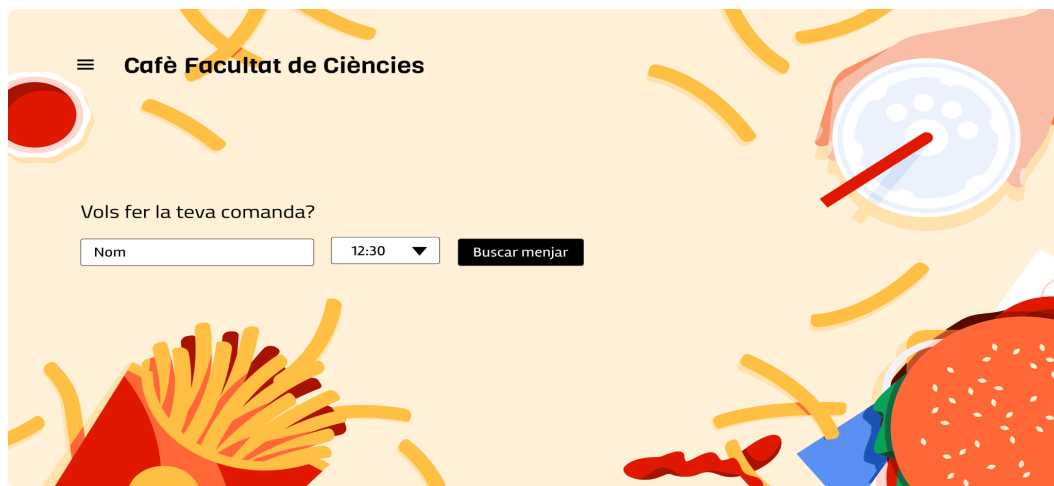 Cafè Facultat de Ciències
Vols fer la teva comanda?
Nom
12:30
Buscar menjar